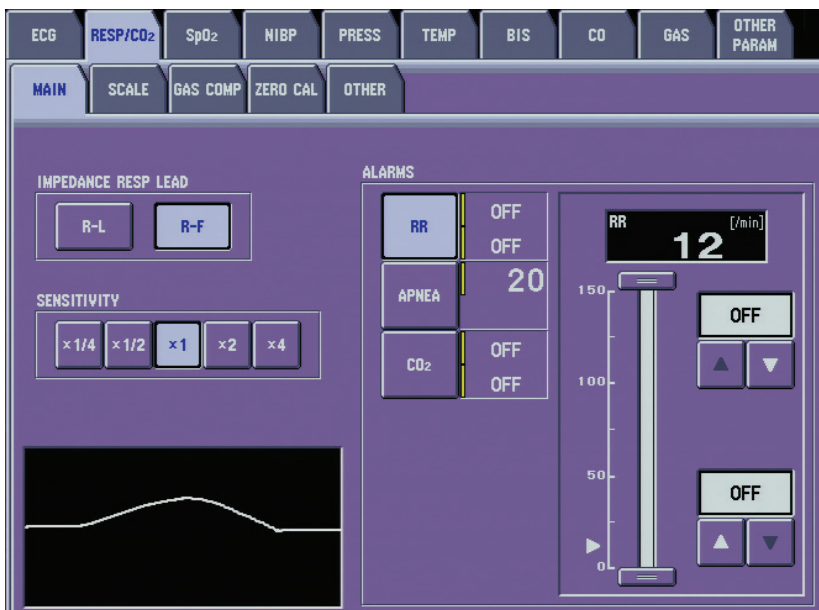 ECG RESP/CO2 SpO2 NIBP PRESS TEMP BIS CO GAS OTHER PARAM
MAIN SCALE GAS COMP ZERO CAL OTHER
IMPEDANCE RESP LEAD
R-L R-F
SENSITIVITY
×1/4 ×1/2 ×1 ×2 ×4
ALARMS
RR OFF
OFF
APNEA 20
CO2 OFF
OFF
RR [/min]
12
150
100
50
0
OFF
OFF